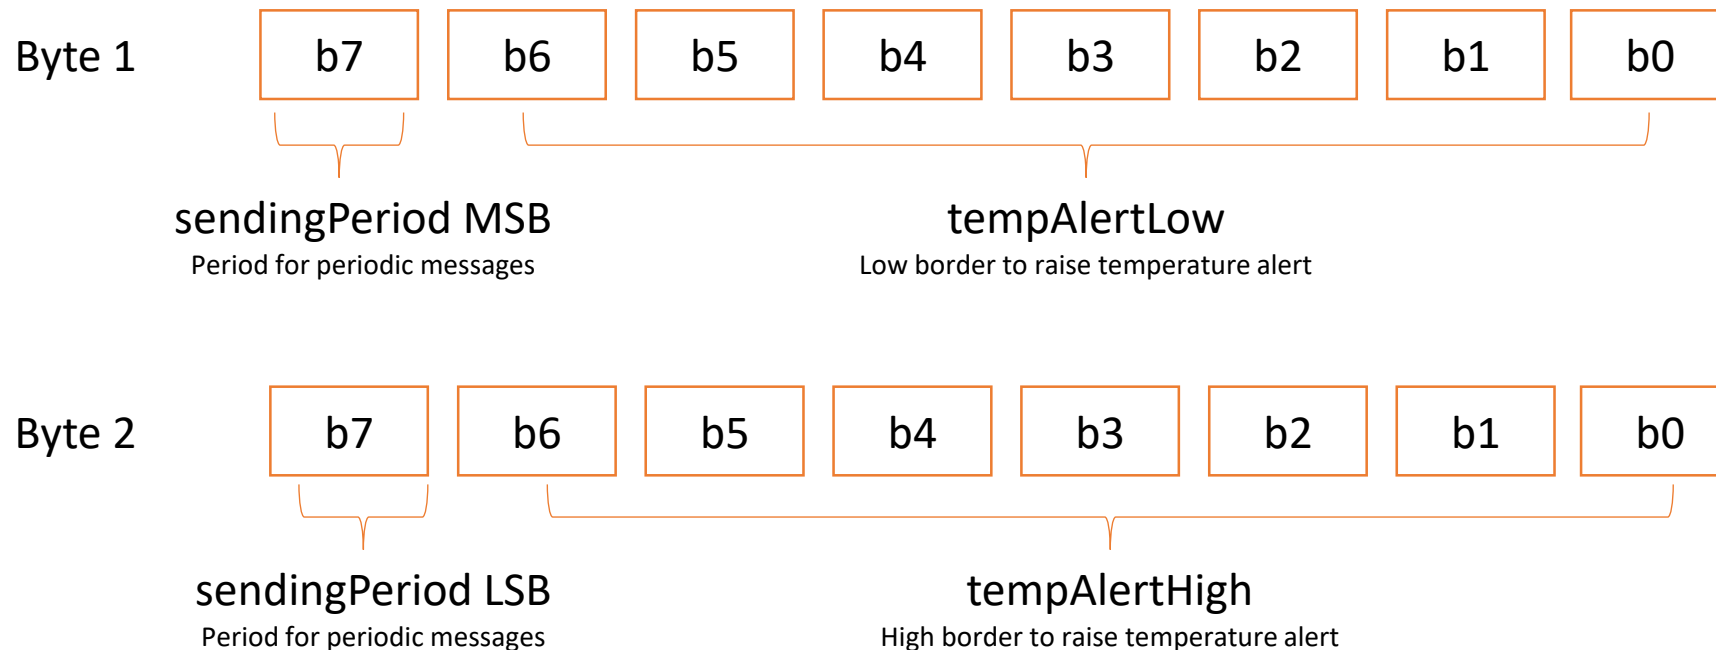 Byte 1 b7 b6 b5 b4 b3 b2 b1 b0
sendingPeriod MSB tempAlertLow
Period for periodic messages Low border to raise temperature alert
Byte 2 b7 b6 b5 b4 b3 b2 b1 b0
sendingPeriod LSB tempAlertHigh
Period for periodic messages High border to raise temperature alert